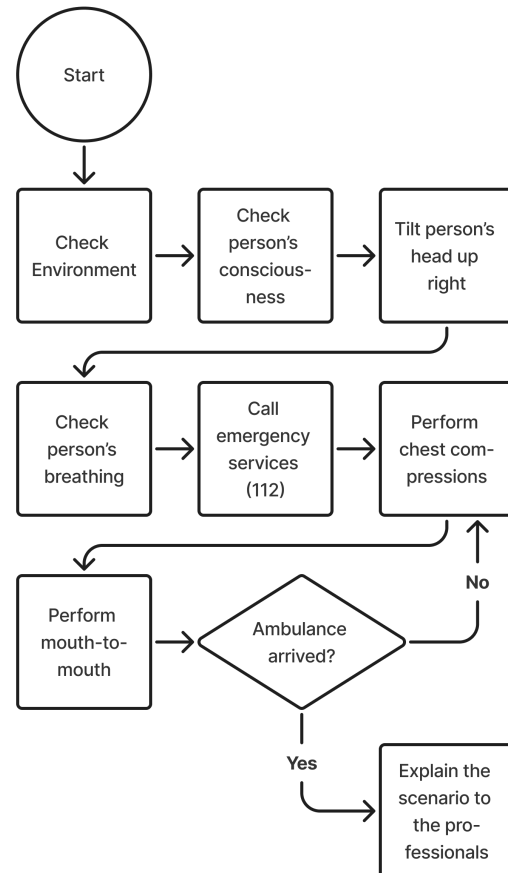 Start
Check
Environment
Check
person's
conscious-
ness
Tilt person's
head up
right
Check
person's
breathing
Call
emergency
services
(112)
Perform
chest com-
pressions
No
Perform
mouth-to-
mouth
Ambulance
arrived?
Yes
Explain the
scenario to
the pro-
fessionals